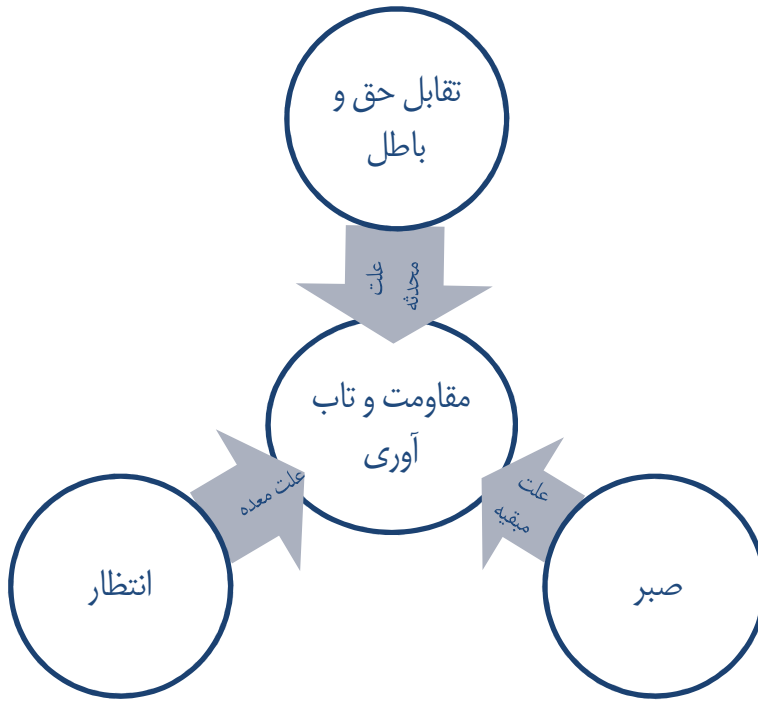 تقابل حق و
باطل
علت
محدثه
مقاومت و تاب
آوری
علت معده
علت
مبقیه
انتظار
صبر